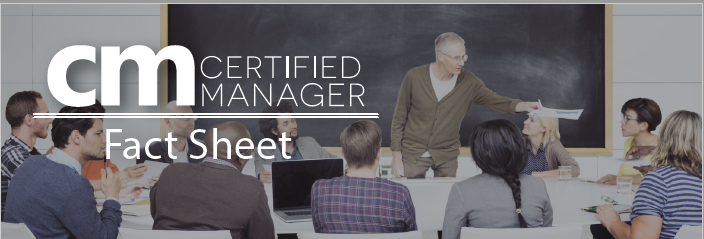 cm CERTIFIED
MANAGER
Fact Sheet